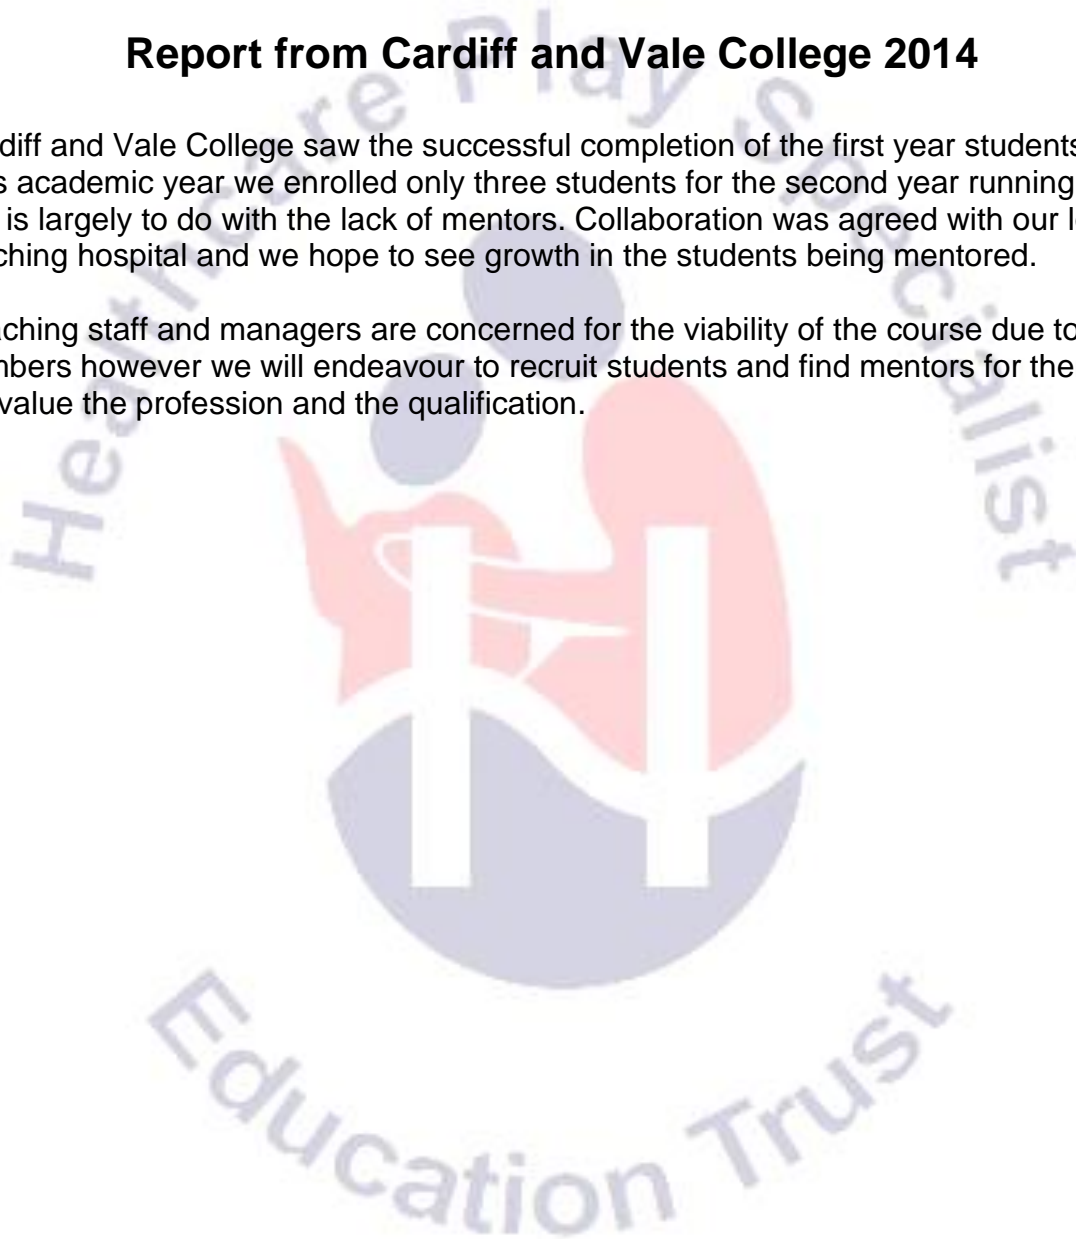 Report from Cardiff and Vale College 2014
diff and Vale College saw the successful completion of the first year students
s academic year we enrolled only three students for the second year running
is largely to do with the lack of mentors. Collaboration was agreed with our l
ching hospital and we hope to see growth in the students being mentored.
ching staff and managers are concerned for the viability of the course due to
bers however we will endeavour to recruit students and find mentors for the
value the profession and the qualification.
Healthcare Play Specialist
Education Trust